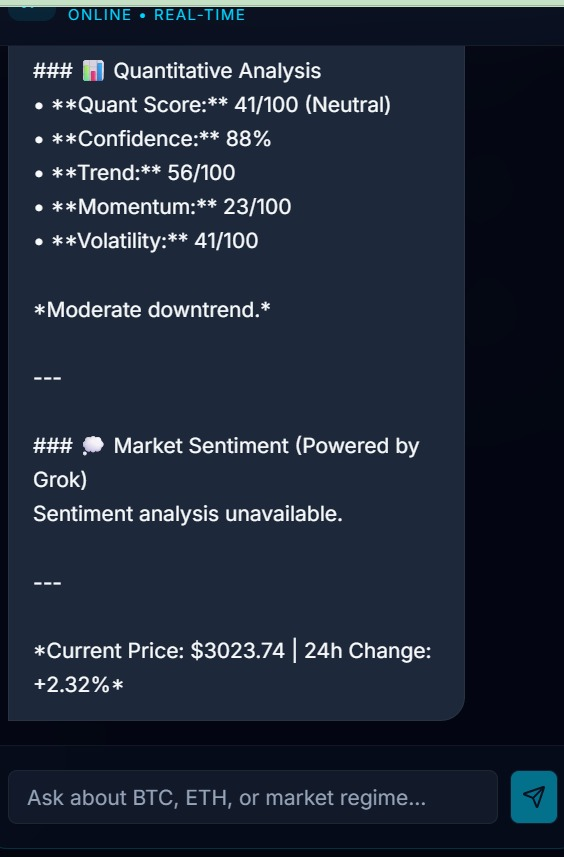 ONLINE • REAL-TIME
### 📊 Quantitative Analysis
• **Quant Score:** 41/100 (Neutral)
• **Confidence:** 88%
• **Trend:** 56/100
• **Momentum:** 23/100
• **Volatility:** 41/100
*Moderate downtrend.*
---
### 💭 Market Sentiment (Powered by
Grok)
Sentiment analysis unavailable.
---
*Current Price: $3023.74 | 24h Change:
+2.32%*
Ask about BTC, ETH, or market regime...